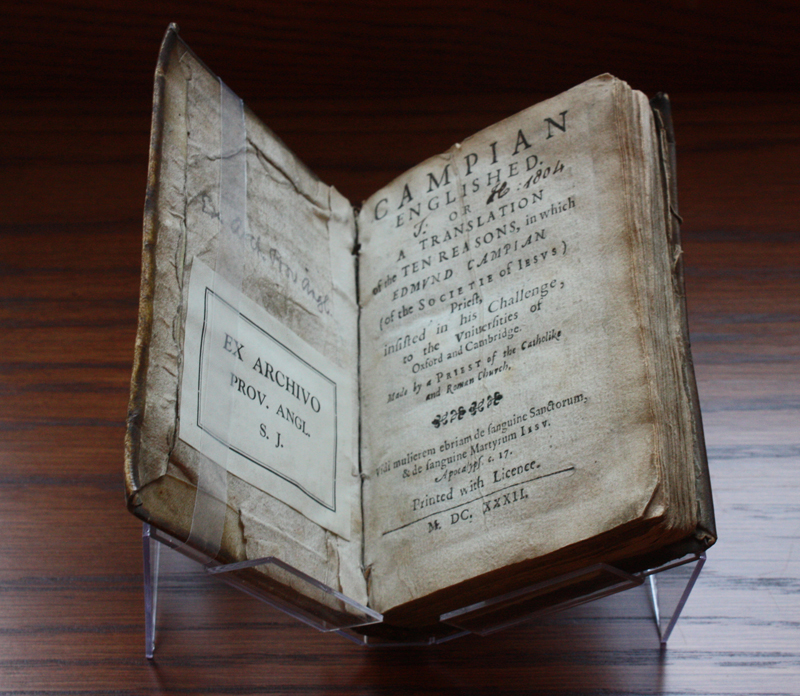 EX ARCHIVO
PROV. ANGL.
S. J.
CAMPIAN
ENGLISHED.
OR
A TRANSLATION
of the TEN REASONS, in which
EDMVND CAMPIAN
(of the SOCIETIE of IESVS)
Priest,
insisted in his Challenge,
to the Vniuersities of
Oxford and Cambridge.
Made by a PRIEST of the Catholike
and Roman Church.
Vidi mulierem ebriam de sanguine Sanctorum,
& de sanguine Martyrum IESV.
Apocalyps. c. 17.
Printed with Licence.
M. DC. XXXII.